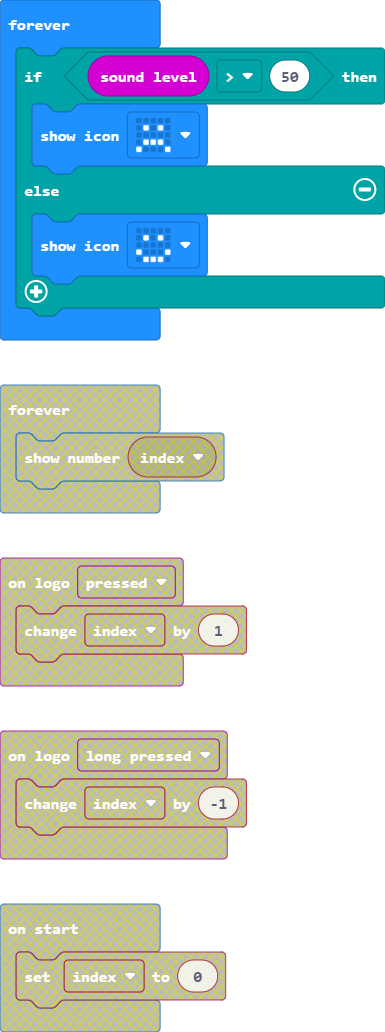 forever
if sound level > 50 then
show icon
else
show icon
forever
show number index
on logo pressed
change index by 1
on logo long pressed
change index by -1
on start
set index to 0